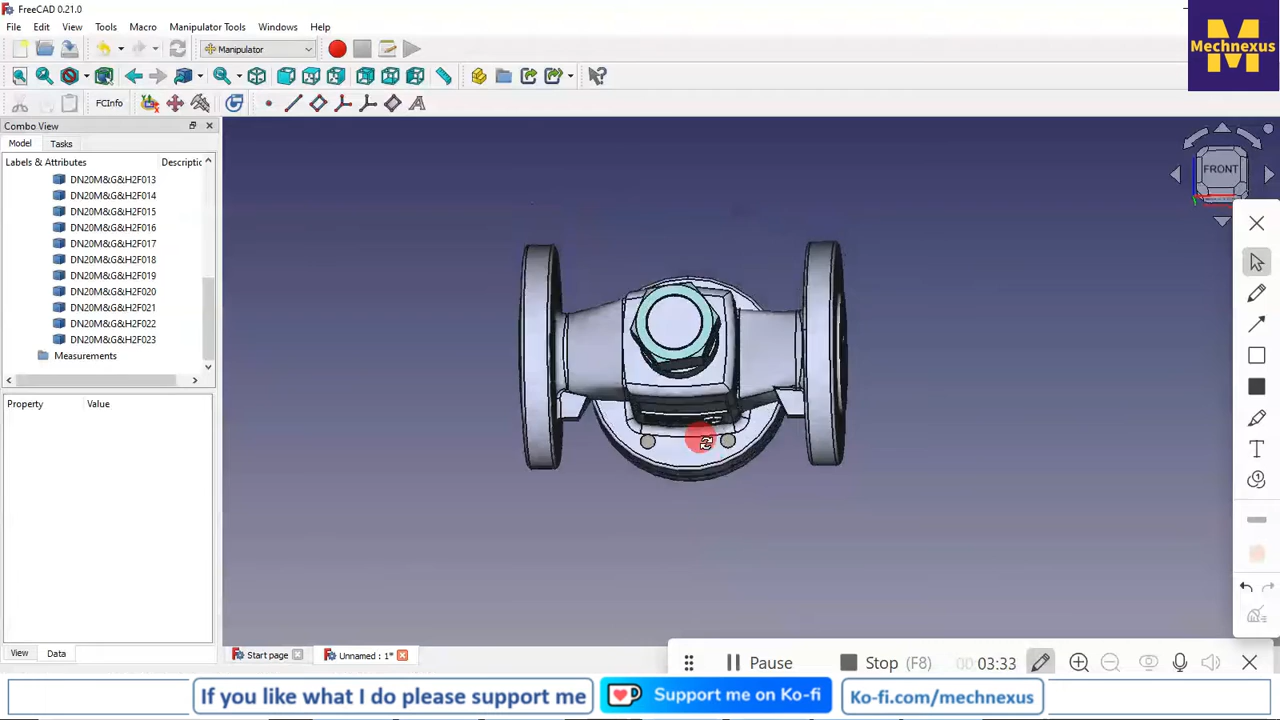 FreeCAD 0.21.0
File Edit View Tools Macro Manipulator Tools Windows Help
Mechnexus
Manipulator
FCInfo
Combo View
Model Tasks
Labels & Attributes Descriptic
FRONT
DN20M&G&H2F013
DN20M&G&H2F014
DN20M&G&H2F015
DN20M&G&H2F016
DN20M&G&H2F017
DN20M&G&H2F018
DN20M&G&H2F019
DN20M&G&H2F020
DN20M&G&H2F021
DN20M&G&H2F022
DN20M&G&H2F023
Measurements
Property Value
View Data
Start page Unnamed : 1*
Pause Stop (F8) 00:03:33
If you like what I do please support me Support me on Ko-fi Ko-fi.com/mechnexus